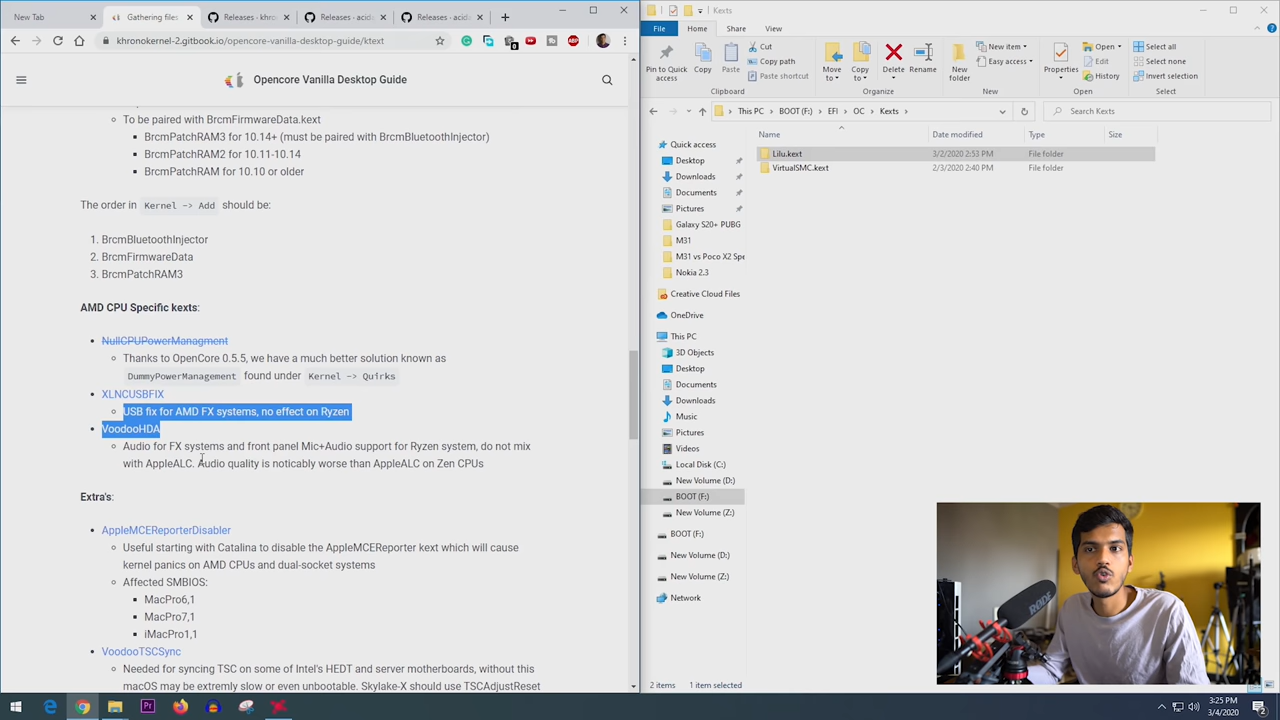 New Tab
Gathering files
Releases · khro
Releases · acid
Releases · acid
khronokernel-2.gitbook.io/opencore-vanilla-desktop-guide/ktext
Opencore Vanilla Desktop Guide
To be paired with BrcmFirmwareData.kext
BrcmPatchRAM3 for 10.14+ (must be paired with BrcmBluetoothInjector)
BrcmPatchRAM2 for 10.11-10.14
BrcmPatchRAM for 10.10 or older
The order in Kernel -> Add should be:
1. BrcmBluetoothInjector
2. BrcmFirmwareData
3. BrcmPatchRAM3
AMD CPU Specific kexts:
NullCPUPowerManagment
Thanks to OpenCore 0.5.5, we have a much better solution known as
DummyPowerManagement found under Kernel -> Quirks
XLNCUSBFIX
USB fix for AMD FX systems, no effect on Ryzen
VoodooHDA
Audio for FX systems and front panel Mic+Audio support for Ryzen system, do not mix
with AppleALC. Audio quality is noticably worse than AppleALC on Zen CPUs
Extra's:
AppleMCEReporterDisabler
Useful starting with Catalina to disable the AppleMCEReporter kext which will cause
kernel panics on AMD CPUs and dual-socket systems
Affected SMBIOS:
MacPro6,1
MacPro7,1
iMacPro1,1
VoodooTSCSync
Needed for syncing TSC on some of Intel's HEDT and server motherboards, without this
macOS may be extremly slow or even unbootable. Skylake-X should use TSCAdjustReset
Kexts
File
Home
Share
View
Pin to Quick access
Copy
Paste
Cut
Copy path
Paste shortcut
Clipboard
Move to
Copy to
Delete
Rename
Organize
New folder
New item
Easy access
New
Properties
Open
Edit
History
Open
Select all
Select none
Invert selection
Select
This PC
BOOT (F:)
EFI
OC
Kexts
Search Kexts
Name
Date modified
Type
Size
Lilu.kext
3/2/2020 2:53 PM
File folder
VirtualSMC.kext
2/3/2020 2:40 PM
File folder
Quick access
Desktop
Downloads
Documents
Pictures
Galaxy S20+ PUBG
M31
M31 vs Poco X2 Spe
Nokia 2.3
Creative Cloud Files
OneDrive
This PC
3D Objects
Desktop
Documents
Downloads
Music
Pictures
Videos
Local Disk (C:)
New Volume (D:)
BOOT (F:)
New Volume (Z:)
BOOT (F:)
New Volume (D:)
New Volume (Z:)
Network
2 items
1 item selected
RODE
Pr
3:25 PM
3/4/2020
2